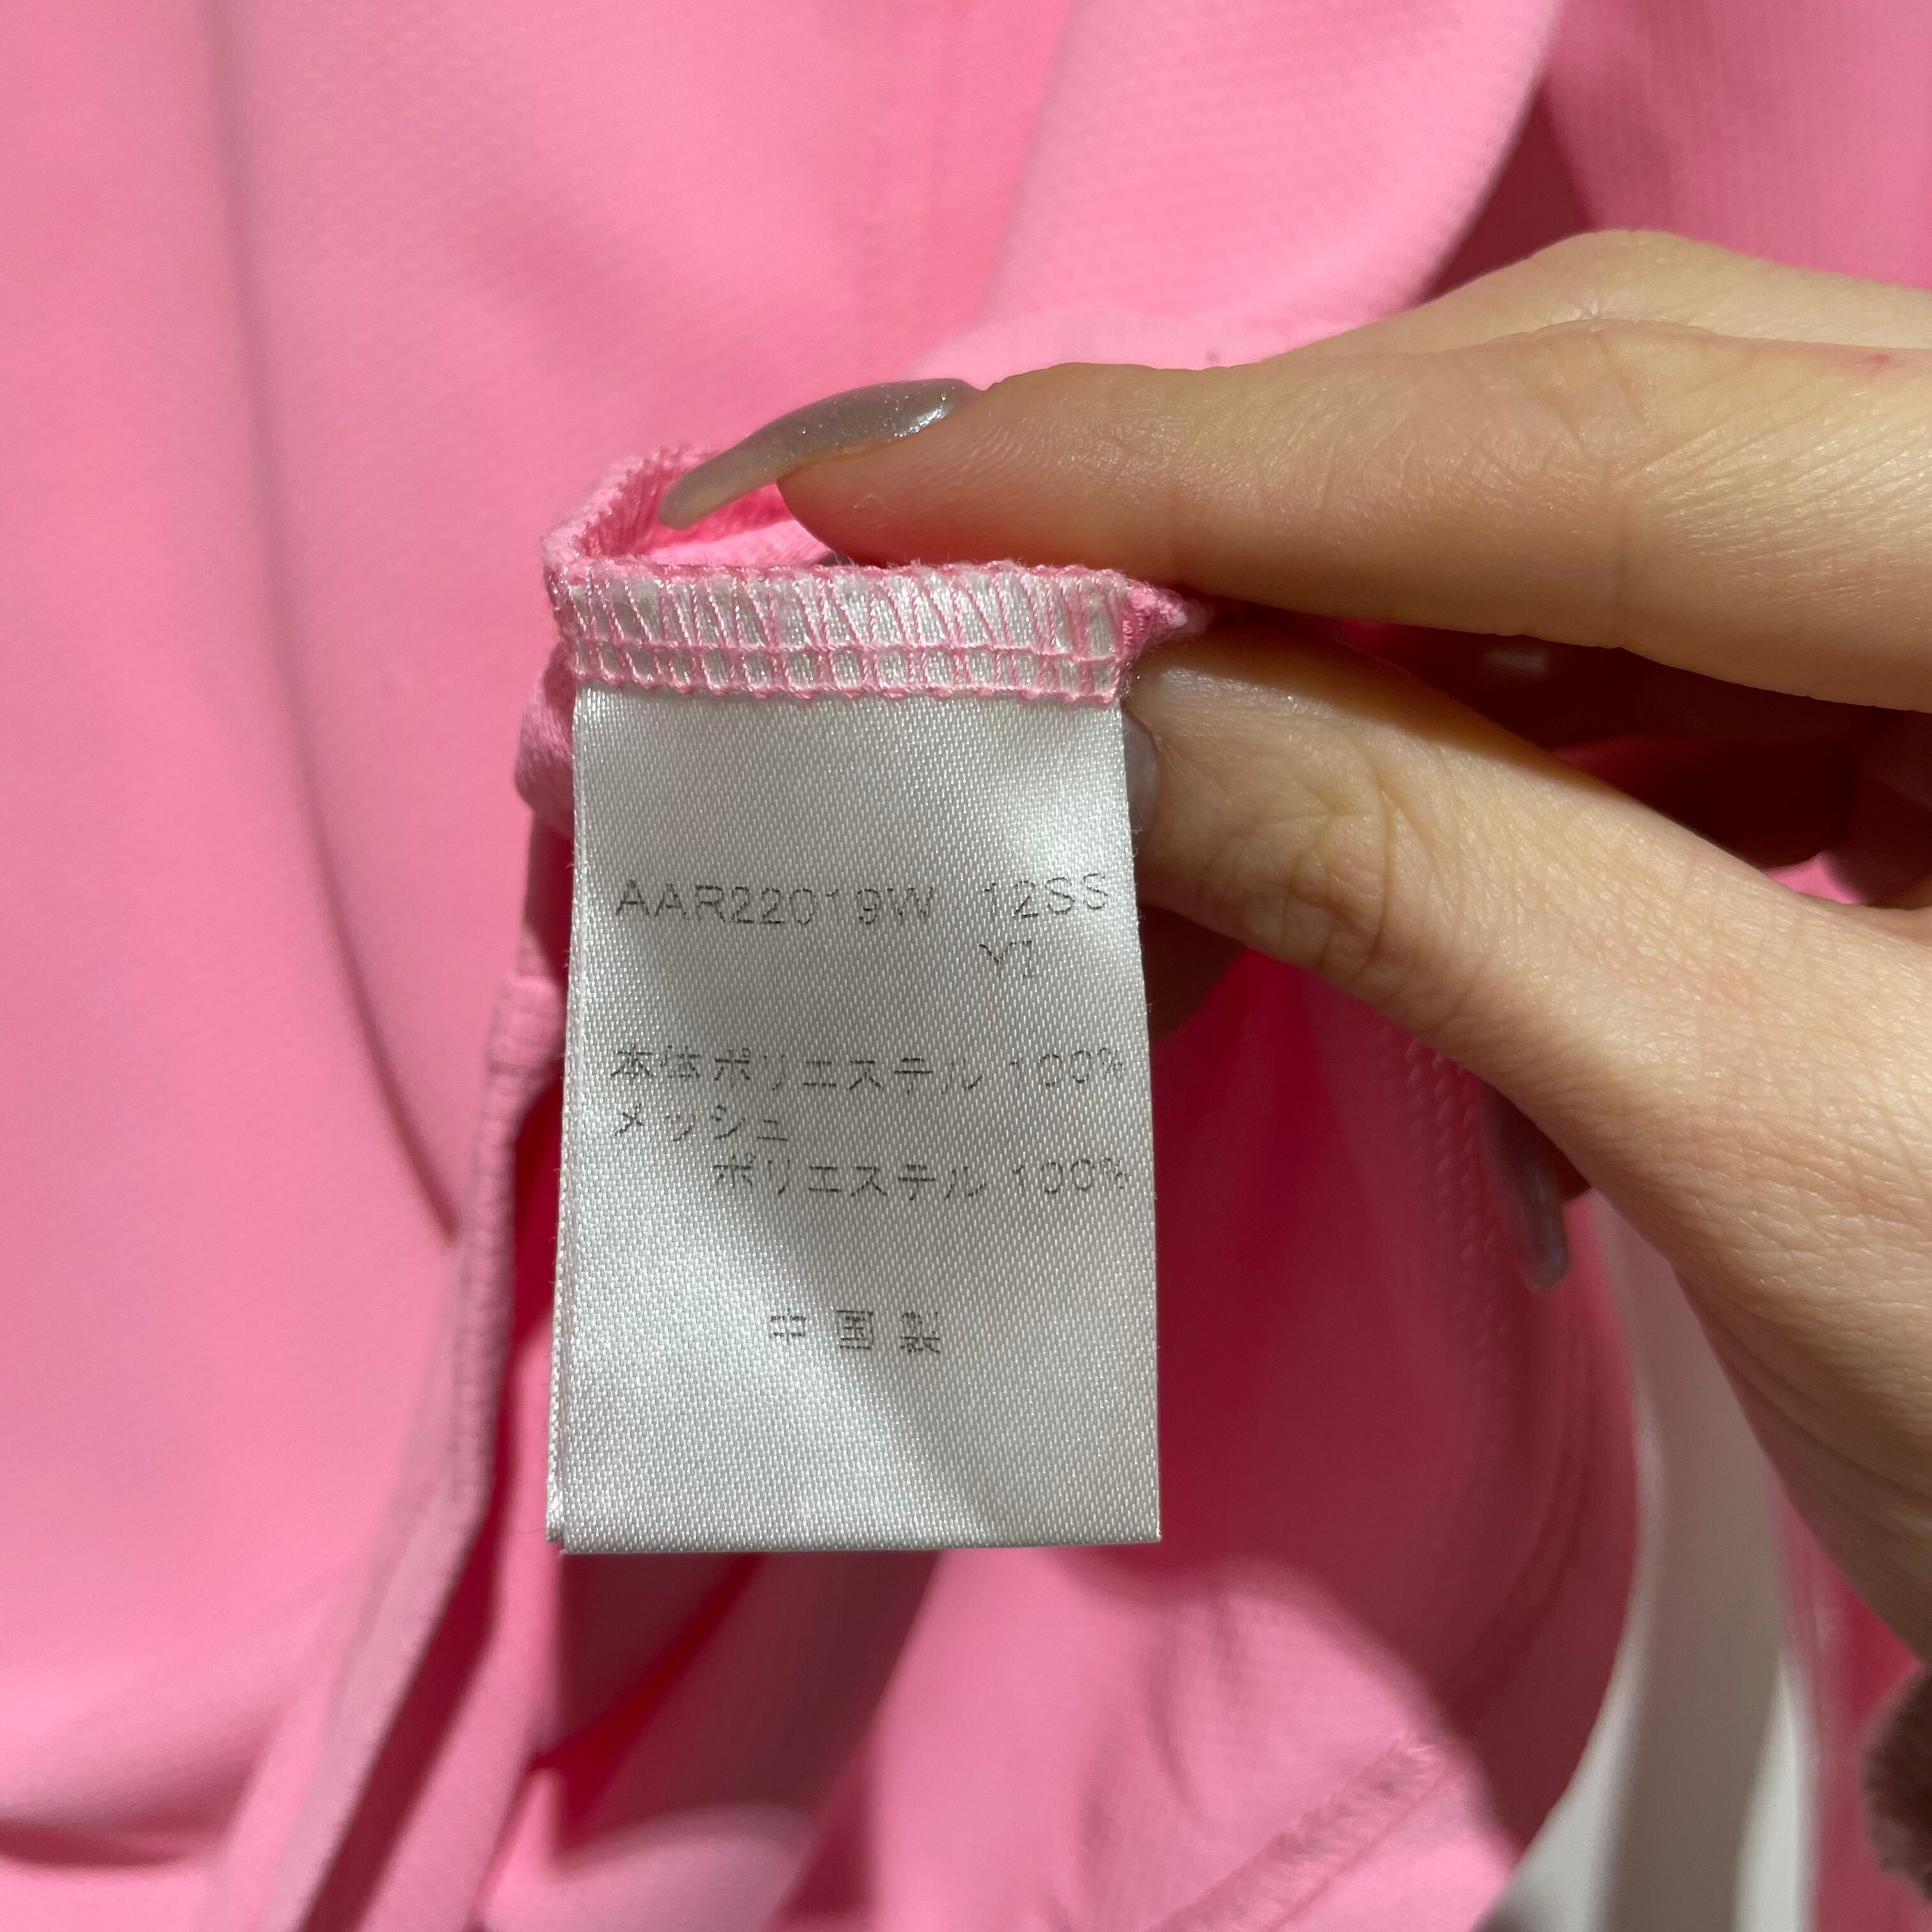 AAR22019W 12SS
YI
本体ポリエステル 100%
メッシュ
ポリエステル 100%
中国製